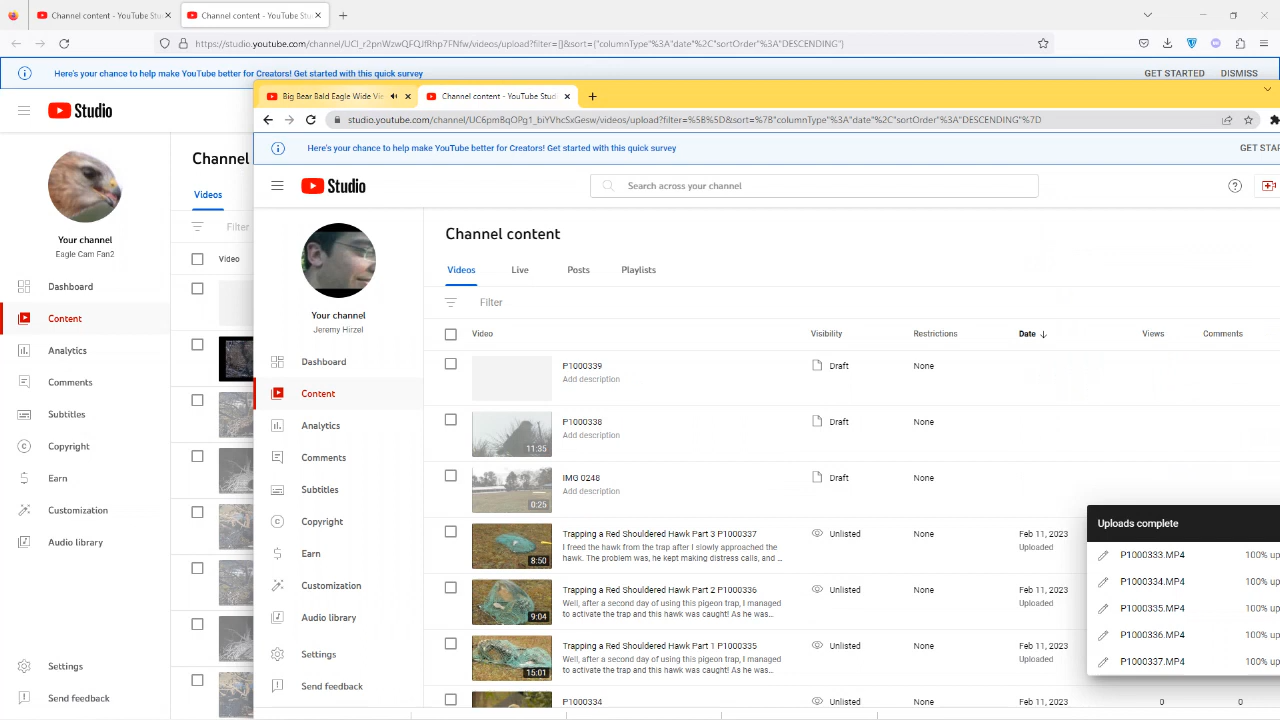 Content content - YouTube Stu
Channel content - YouTube Stu
https://studio.youtube.com/channel/UCl_r2pnWzwQFQJfRhp7FNfw/videos/upload?filter=[]&sort={"columnType"%3A"date"%2C"sortOrder"%3A"DESCENDING"}
Here's your chance to help make YouTube better for Creators! Get started with this quick survey
GET STARTED
DISMISS
Studio
Channel
Your channel
Eagle Cam Fan2
Videos
Filter
Video
Dashboard
Content
Analytics
Comments
Subtitles
Copyright
Earn
Customization
Audio library
Settings
Send feedback
Big Bear Bald Eagle Wide Vie
Channel content - YouTube Stud
studio.youtube.com/channel/UC6pmBqOPg1_biYVhcSxGesw/videos/upload?filter=%5B%5D&sort=%7B"columnType"%3A"date"%2C"sortOrder"%3A"DESCENDING"%7D
Here's your chance to help make YouTube better for Creators! Get started with this quick survey
GET STAR
Studio
Search across your channel
Your channel
Jeremy Hirzel
Dashboard
Content
Analytics
Comments
Subtitles
Copyright
Earn
Customization
Audio library
Settings
Send feedback
Channel content
Videos Live Posts Playlists
Filter
Video Visibility Restrictions Date Views Comments
P1000339 Draft None
Add description
P1000338 Draft None
Add description
11:35
IMG 0248 Draft None
Add description
0:25
Trapping a Red Shouldered Hawk Part 3 P1000337 Unlisted None Feb 11, 2023
I freed the hawk from the trap after I slowly approached the Uploaded
hawk. The problem was, he kept making distress calls, and ...
8:50
Trapping a Red Shouldered Hawk Part 2 P1000336 Unlisted None Feb 11, 2023
Well, after a second day of using this pigeon trap, I managed Uploaded
to activate the trap and this hawk was caught! As he was...
9:04
Trapping a Red Shouldered Hawk Part 1 P1000335 Unlisted None Feb 11, 2023
Well, after a second day of using this pigeon trap, I managed Uploaded
to activate the trap and this hawk was caught! As he was...
15:01
P1000334 Unlisted None Feb 11, 2023 0 0
Uploads complete
P1000333.MP4 100% up
P1000334.MP4 100% up
P1000335.MP4 100% up
P1000336.MP4 100% up
100% up